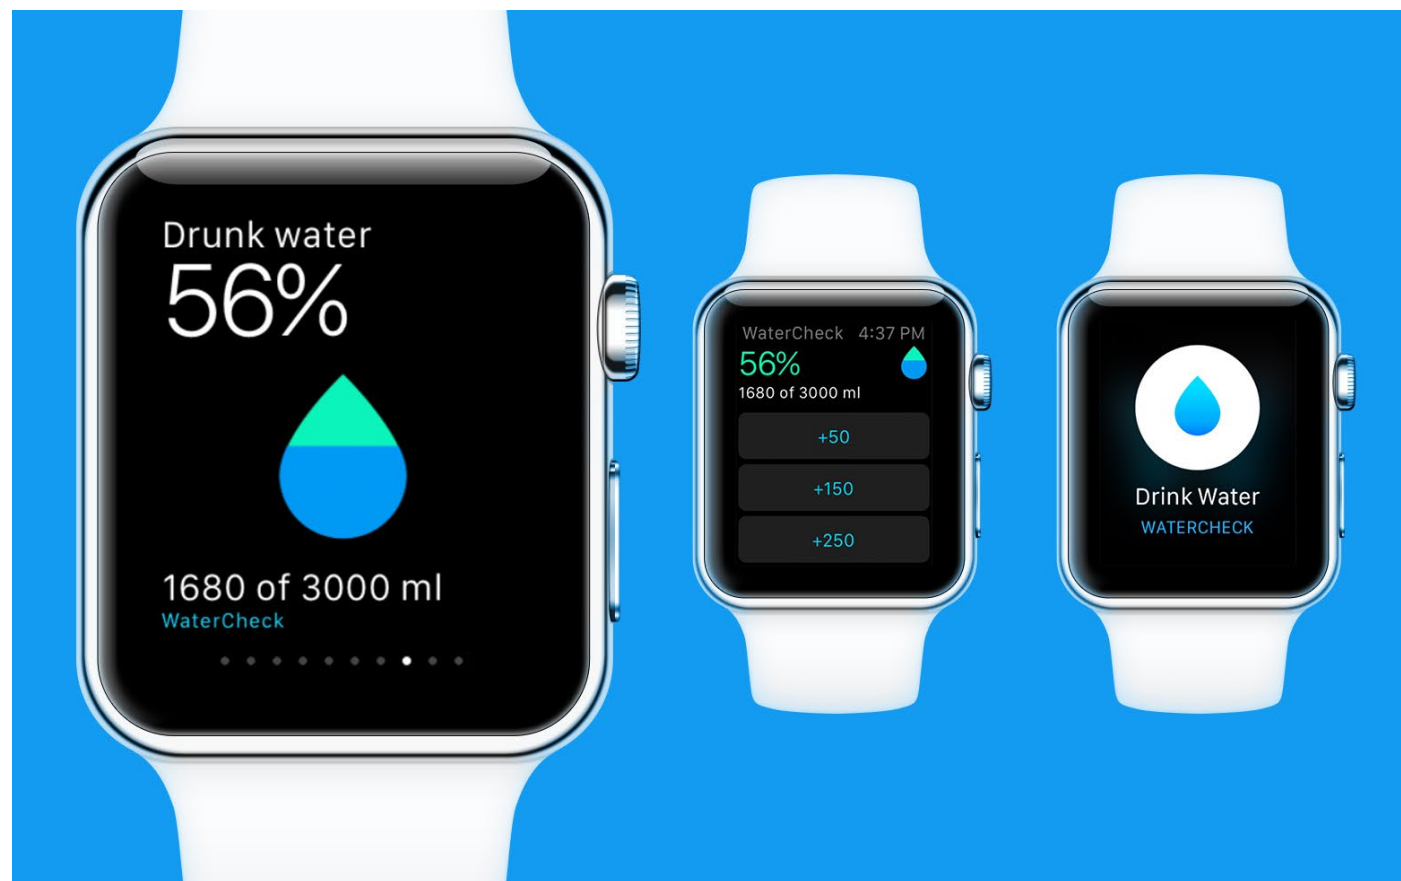 Drunk water
56%
1680 of 3000 ml
WaterCheck
WaterCheck 4:37 PM
56%
1680 of 3000 ml
+50
+150
+250
Drink Water
WATERCHECK